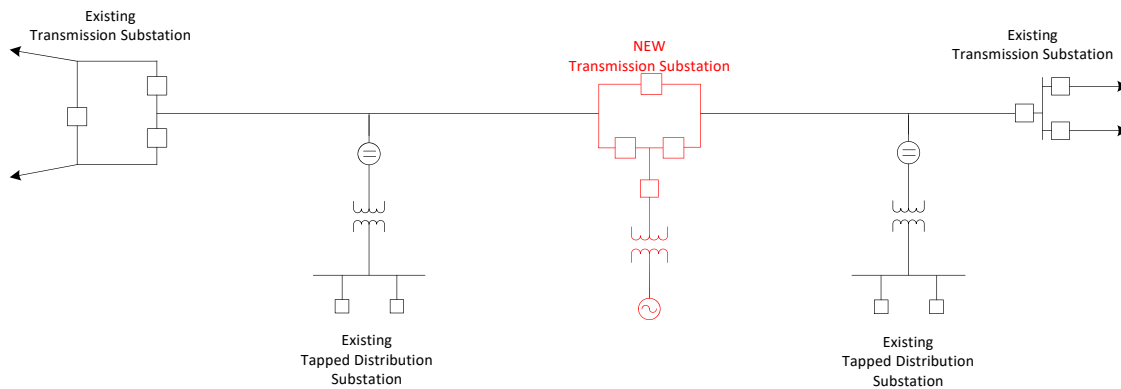 Existing
Transmission Substation
NEW
Transmission Substation
Existing
Transmission Substation
Existing
Tapped Distribution
Substation
Existing
Tapped Distribution
Substation